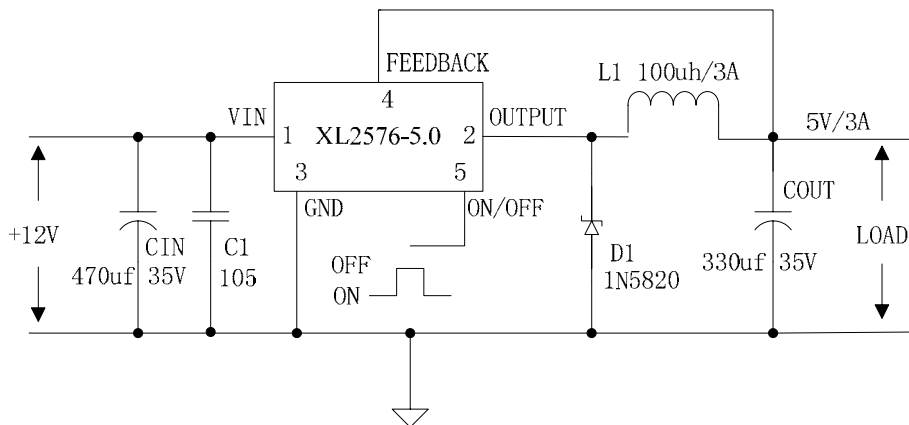 FEEDBACK
L1 100uh/3A
4
VIN
1 XL2576-5.0 2
OUTPUT
5V/3A
3 5
GND
ON/OFF
COUT
+12V
CIN
C1
470uf 35V
105
OFF
ON
D1
1N5820
330uf 35V
LOAD